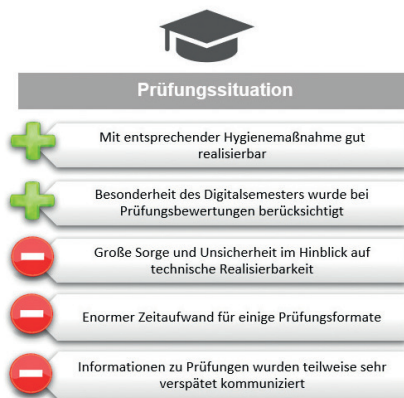 Prüfungssituation
Mit entsprechender Hygienemaßnahme gut
realisierbar
Besonderheit des Digitalsemesters wurde bei
Prüfungsbewertungen berücksichtigt
Große Sorge und Unsicherheit im Hinblick auf
technische Realisierbarkeit
Enormer Zeitaufwand für einige Prüfungsformate
Informationen zu Prüfungen wurden teilweise sehr
verspätet kommuniziert